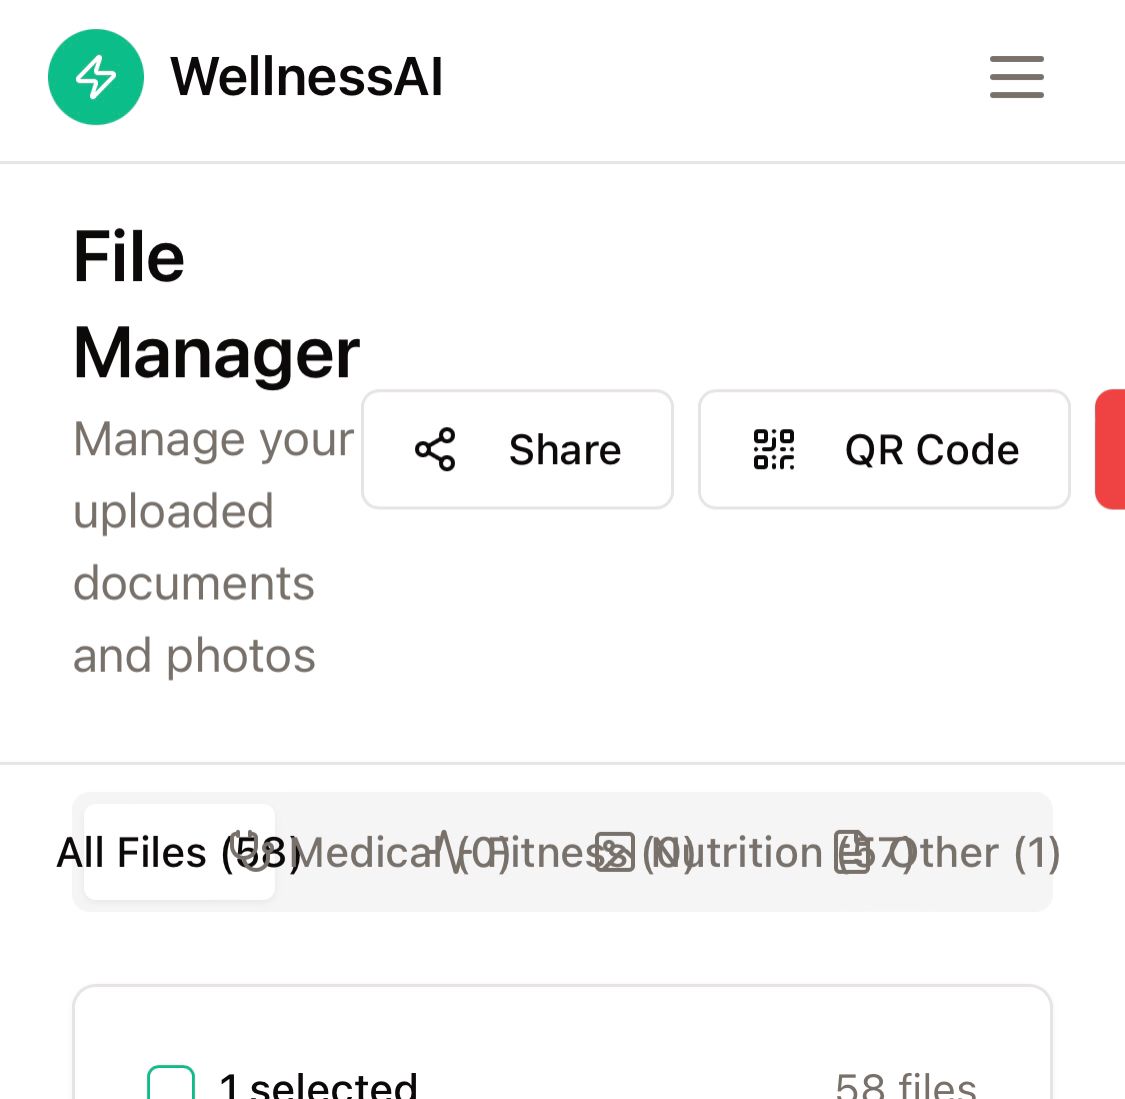 WellnessAI
File
Manager
Manage your
uploaded
documents
and photos
Share
QR Code
All Files (58)
Medical (0)
Fitness (0)
Nutrition (57)
Other (1)
1 selected
58 files